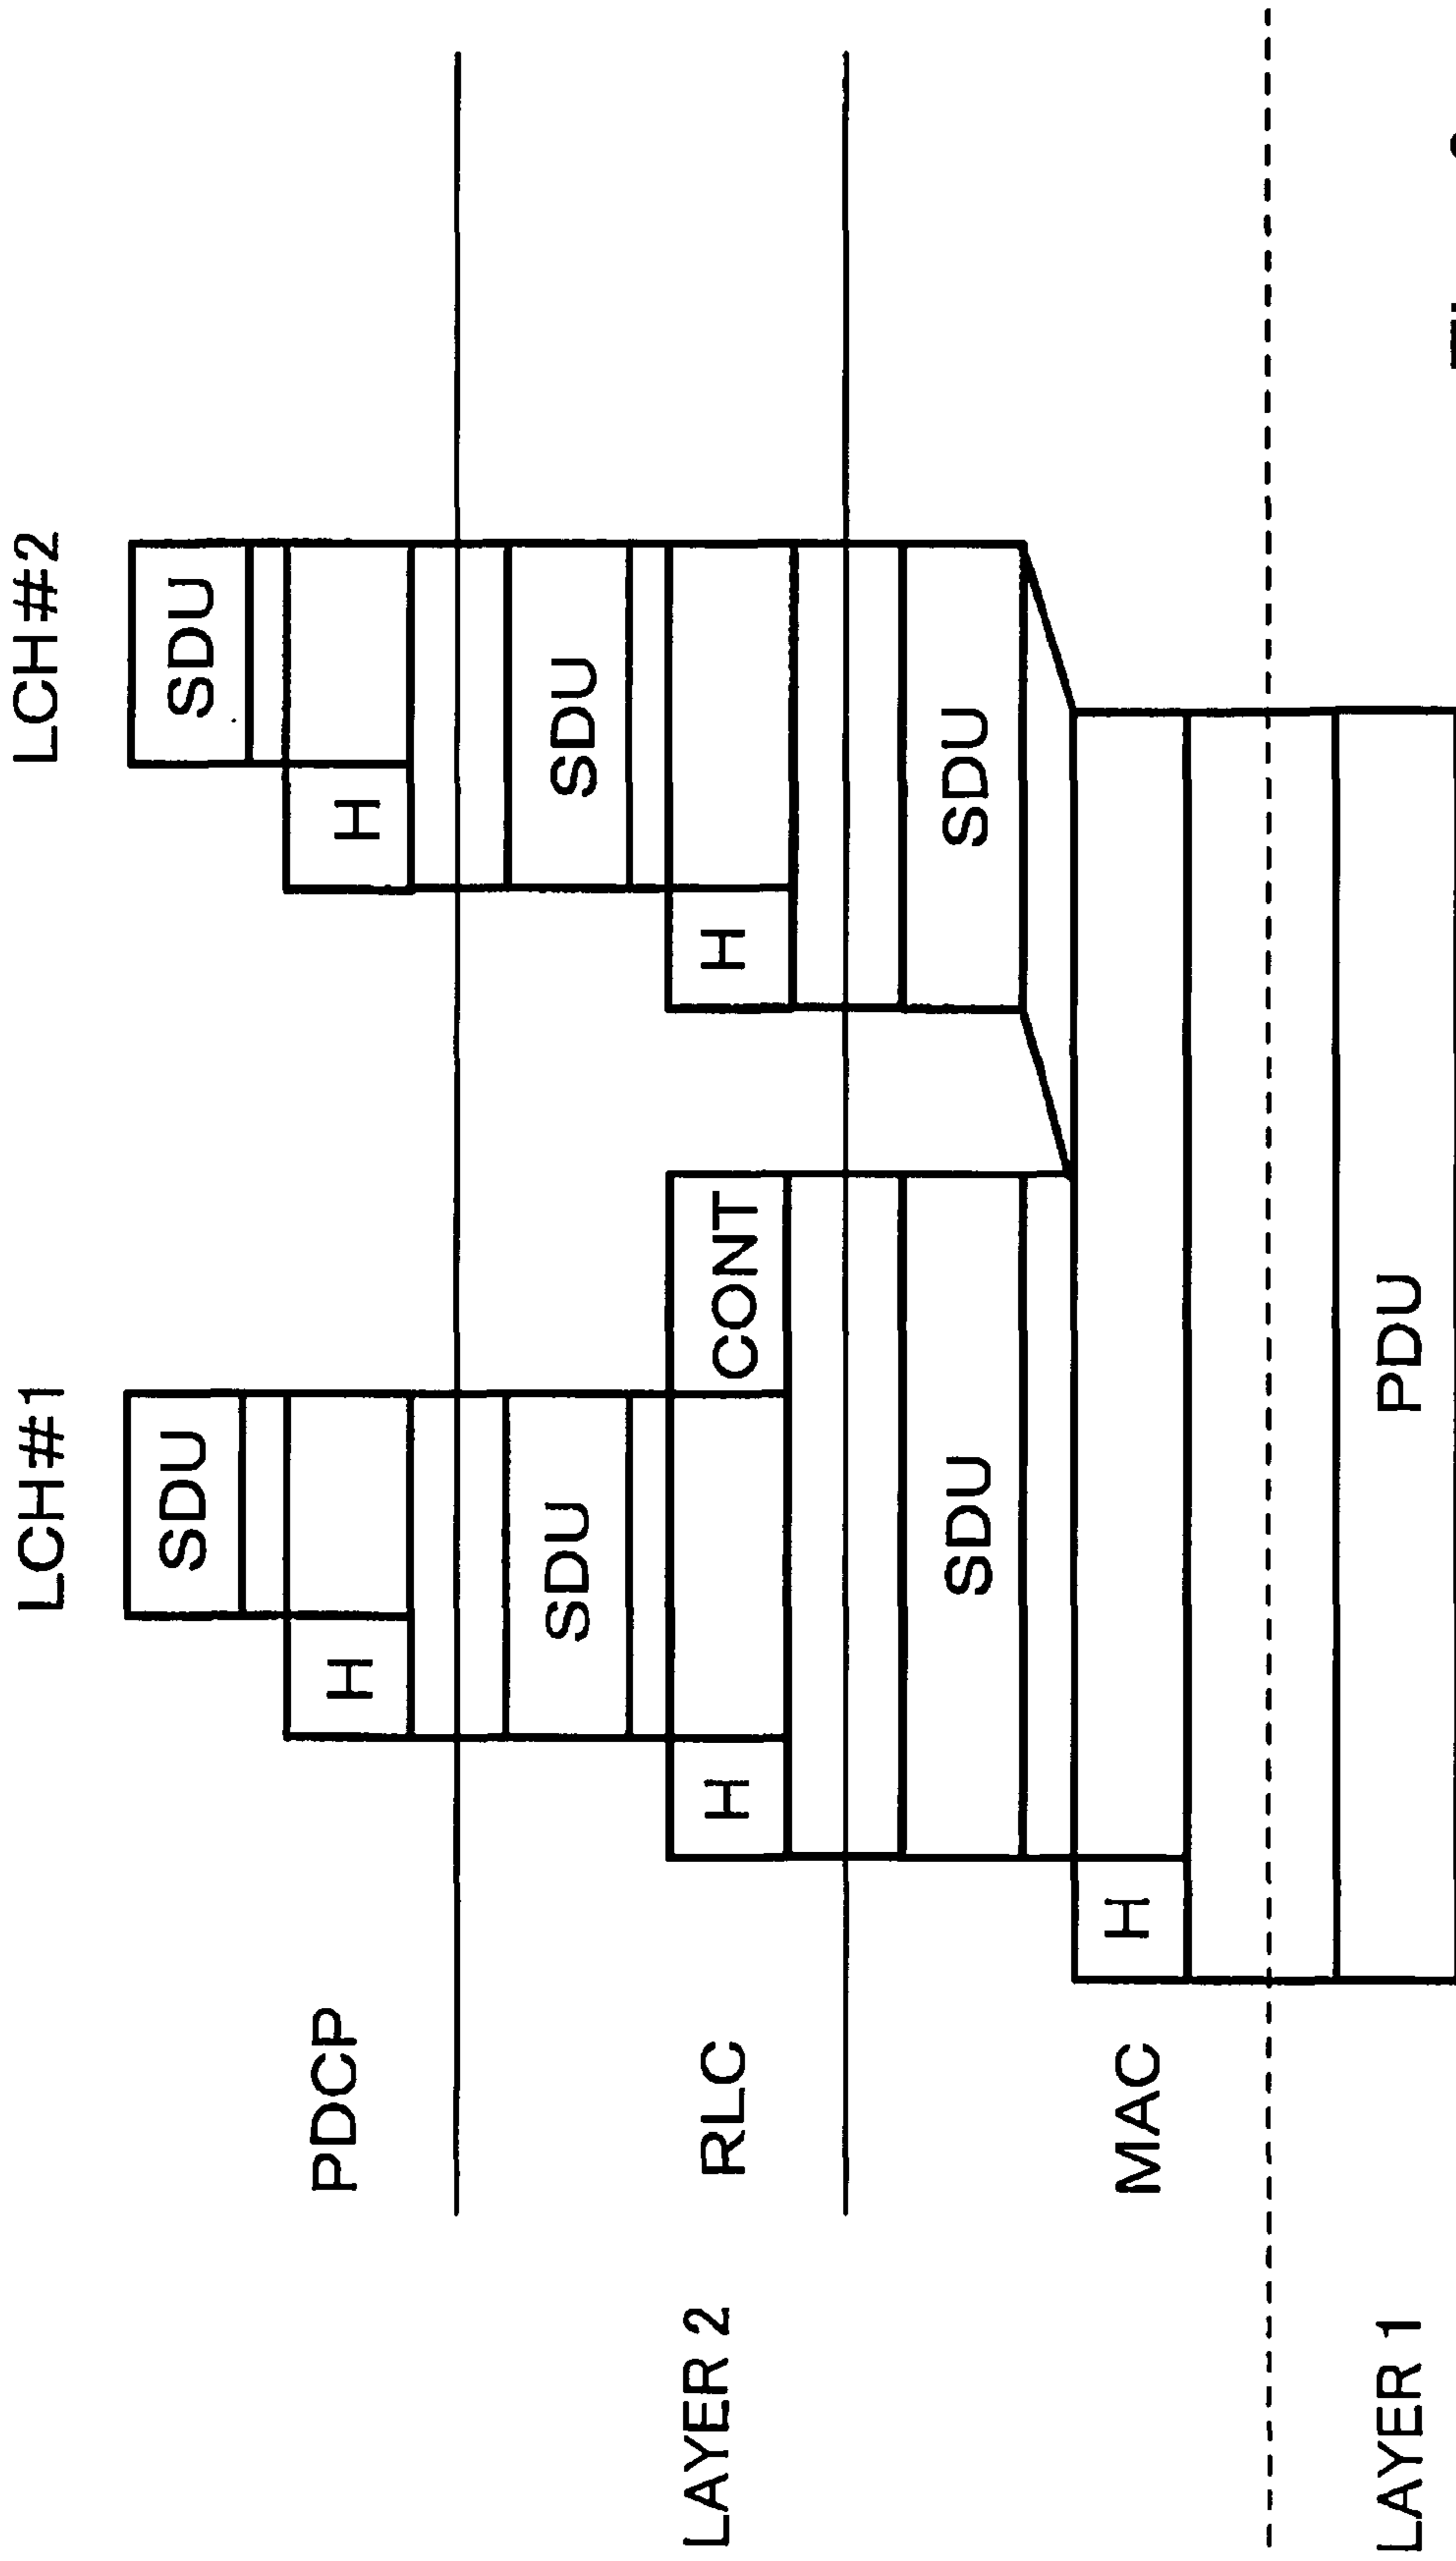 LCH#1 LCH#2
SDU SDU
PDCP H H
SDU SDU
LAYER 2 RLC H CONT H
SDU SDU
MAC H
LAYER 1 PDU